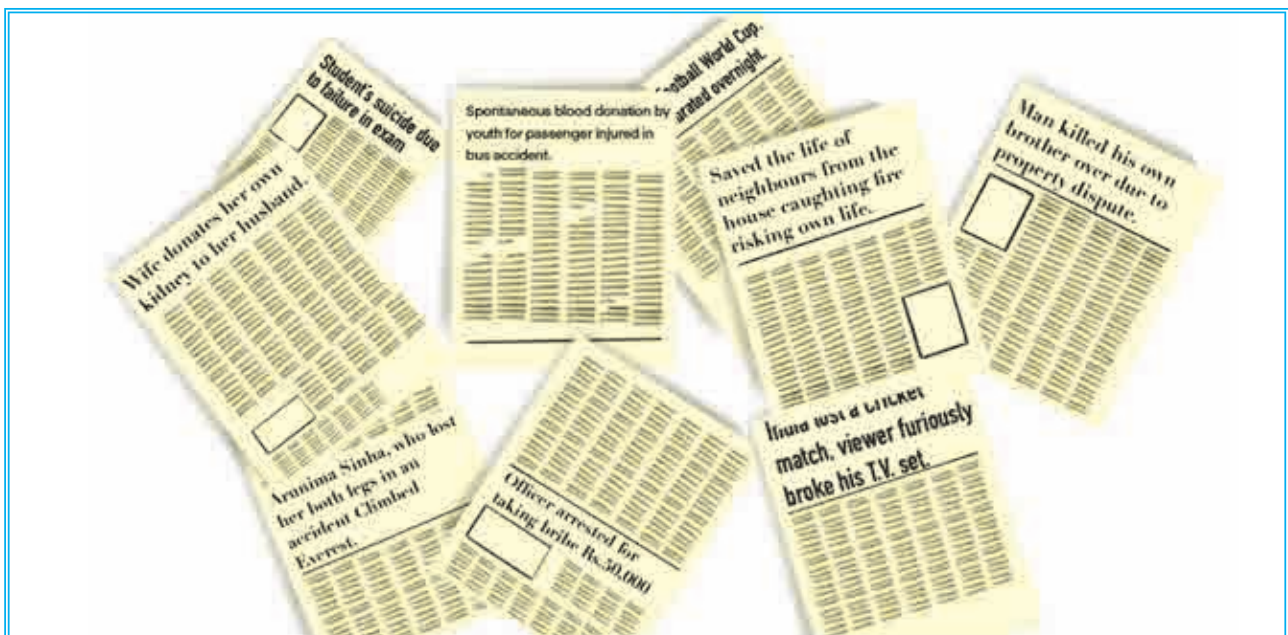 Student's suicide due
to failure in exam
Spontaneous blood donation by
youth for passenger injured in
bus accident.
World Cup.
overnight.
Saved the life of
neighbours from the
house caughting fire
risking own life.
Man killed his own
brother over due to
property dispute.
Wife donates her own
kidney to her husband.
Arunima Sinha, who lost
her both legs in an
accident Climbed
Everest.
Officer arrested for
taking bribe Rs.50,000
India lost a cricket
match, viewer furiously
broke his T.V. set.